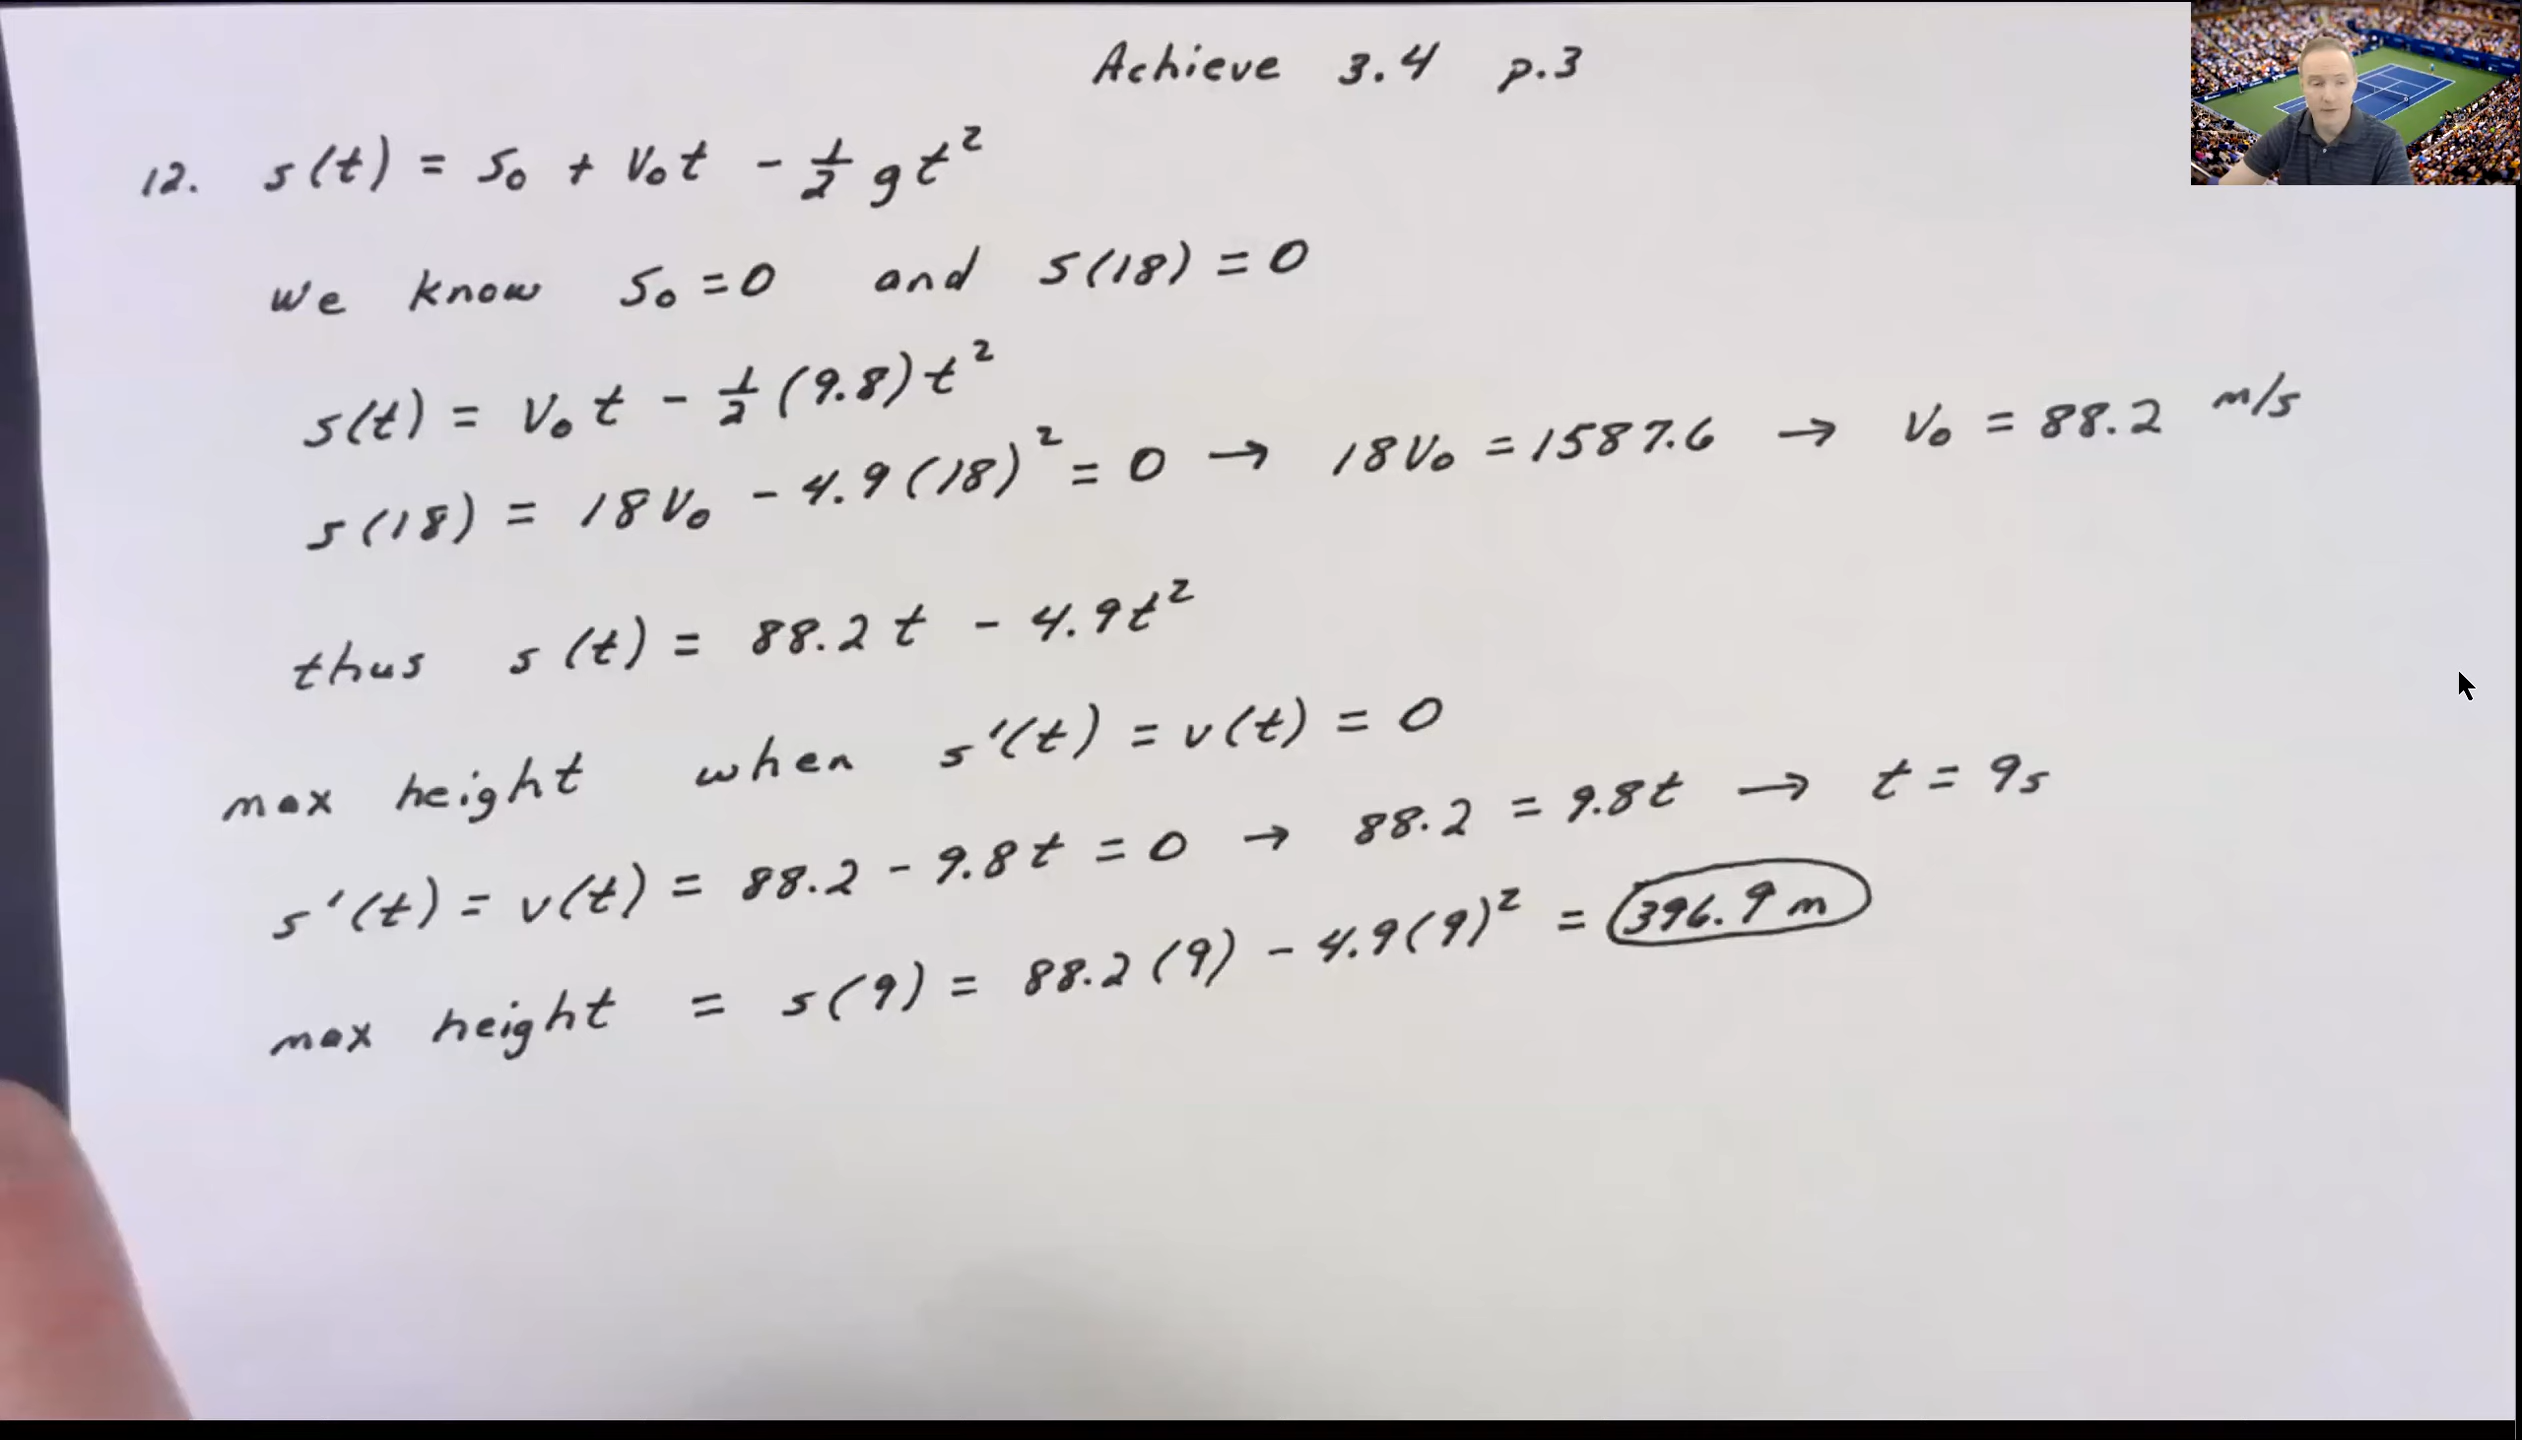 Achieve 3.4 p.3
12. s(t) = s₀ + v₀t - ½ gt²
we know s₀ = 0 and s(18) = 0
s(t) = v₀t - ½ (9.8)t²
s(18) = 18v₀ - 4.9(18)² = 0 → 18v₀ = 1587.6 → v₀ = 88.2 m/s
thus s(t) = 88.2t - 4.9t²
max height when s'(t) = v(t) = 0
s'(t) = v(t) = 88.2 - 9.8t = 0 → 88.2 = 9.8t → t = 9s
max height = s(9) = 88.2(9) - 4.9(9)² = 396.9 m